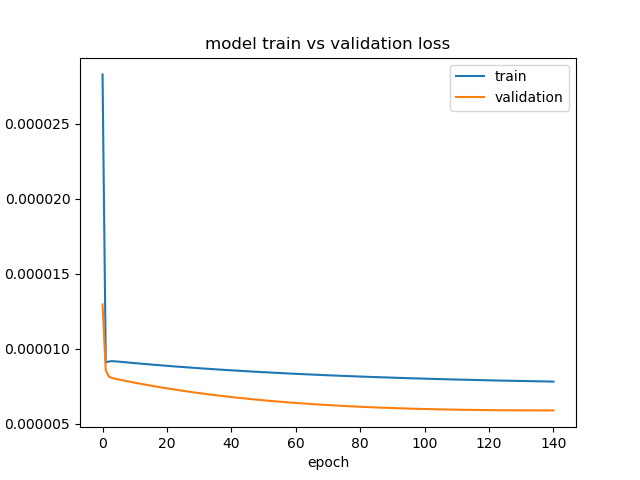 model train vs validation loss
train
validation
0.000025
0.000020
0.000015
0.000010
0.000005
0 20 40 60 80 100 120 140
epoch